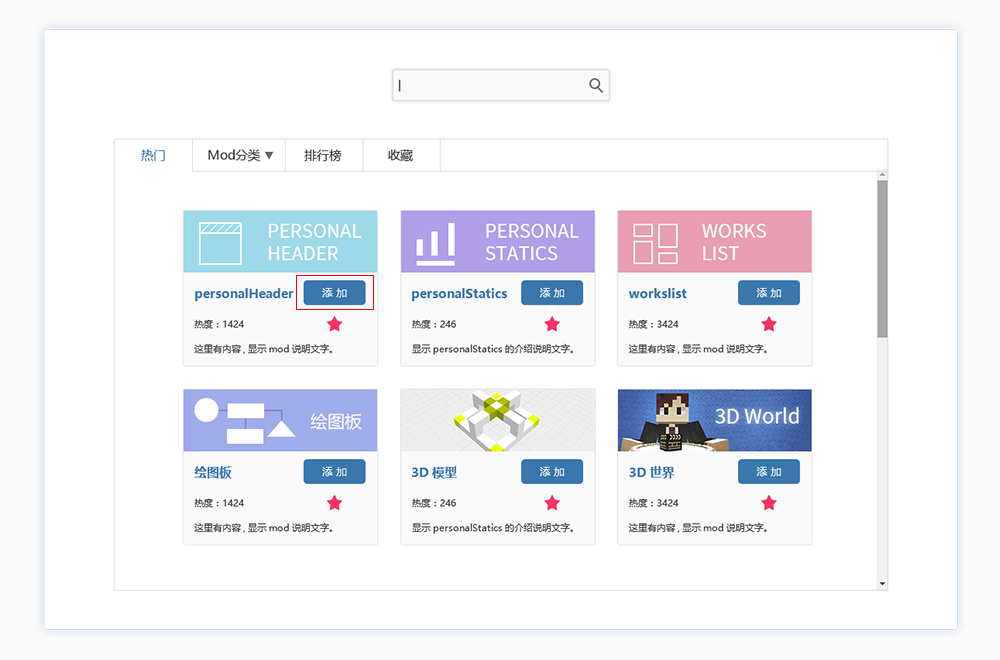 热门 Mod分类 ▼ 排行榜 收藏
PERSONAL
HEADER
personalHeader 添 加
热度：1424
这里有内容 , 显示 mod 说明文字。
PERSONAL
STATICS
personalStatics 添 加
热度：246
显示 personalStatics 的介绍说明文字。
WORKS
LIST
workslist 添 加
热度：3424
这里有内容 , 显示 mod 说明文字。
绘图板
绘图板 添 加
热度：1424
这里有内容 , 显示 mod 说明文字。
3D 模型 添 加
热度：246
显示 personalStatics 的介绍说明文字。
3D World
3D 世界 添 加
热度：3424
这里有内容 , 显示 mod 说明文字。